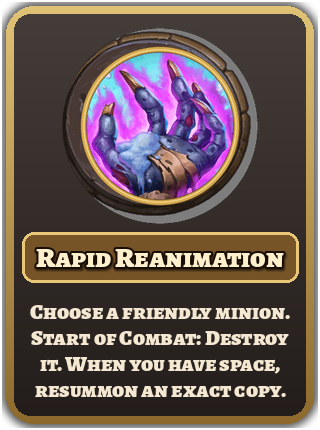 Rapid Reanimation
Choose a friendly minion.
Start of Combat: Destroy
it. When you have space,
resummon an exact copy.